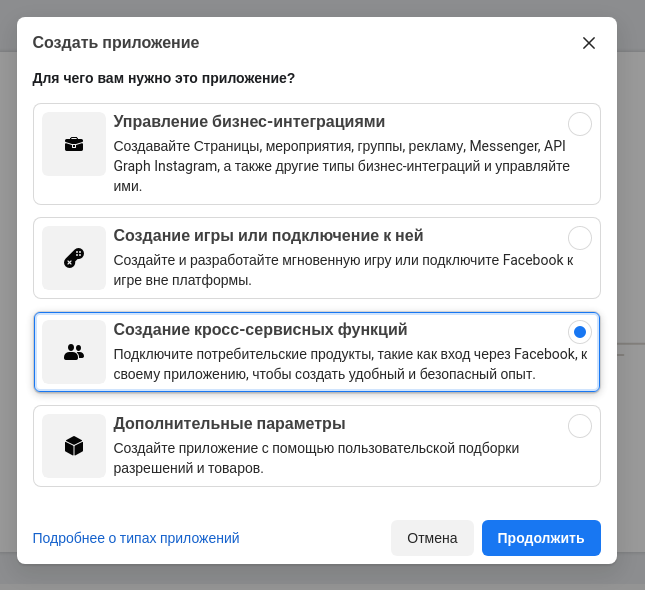 Создать приложение
Для чего вам нужно это приложение?
Управление бизнес-интеграциями
Создавайте Страницы, мероприятия, группы, рекламу, Messenger, API
Graph Instagram, а также другие типы бизнес-интеграций и управляйте
ими.
Создание игры или подключение к ней
Создайте и разработайте мгновенную игру или подключите Facebook к
игре вне платформы.
Создание кросс-сервисных функций
Подключите потребительские продукты, такие как вход через Facebook, к
своему приложению, чтобы создать удобный и безопасный опыт.
Дополнительные параметры
Создайте приложение с помощью пользовательской подборки
разрешений и товаров.
Подробнее о типах приложений
Отмена
Продолжить